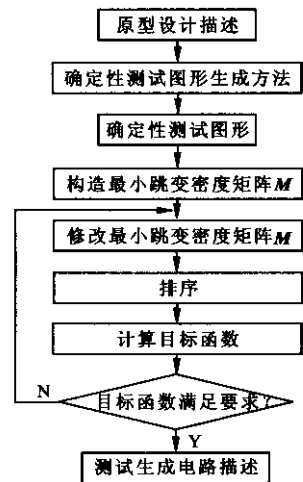 原型设计描述
确定性测试图形生成方法
确定性测试图形
构造最小跳变密度矩阵M
修改最小跳变密度矩阵M
排序
计算目标函数
N
目标函数满足要求?
Y
测试生成电路描述